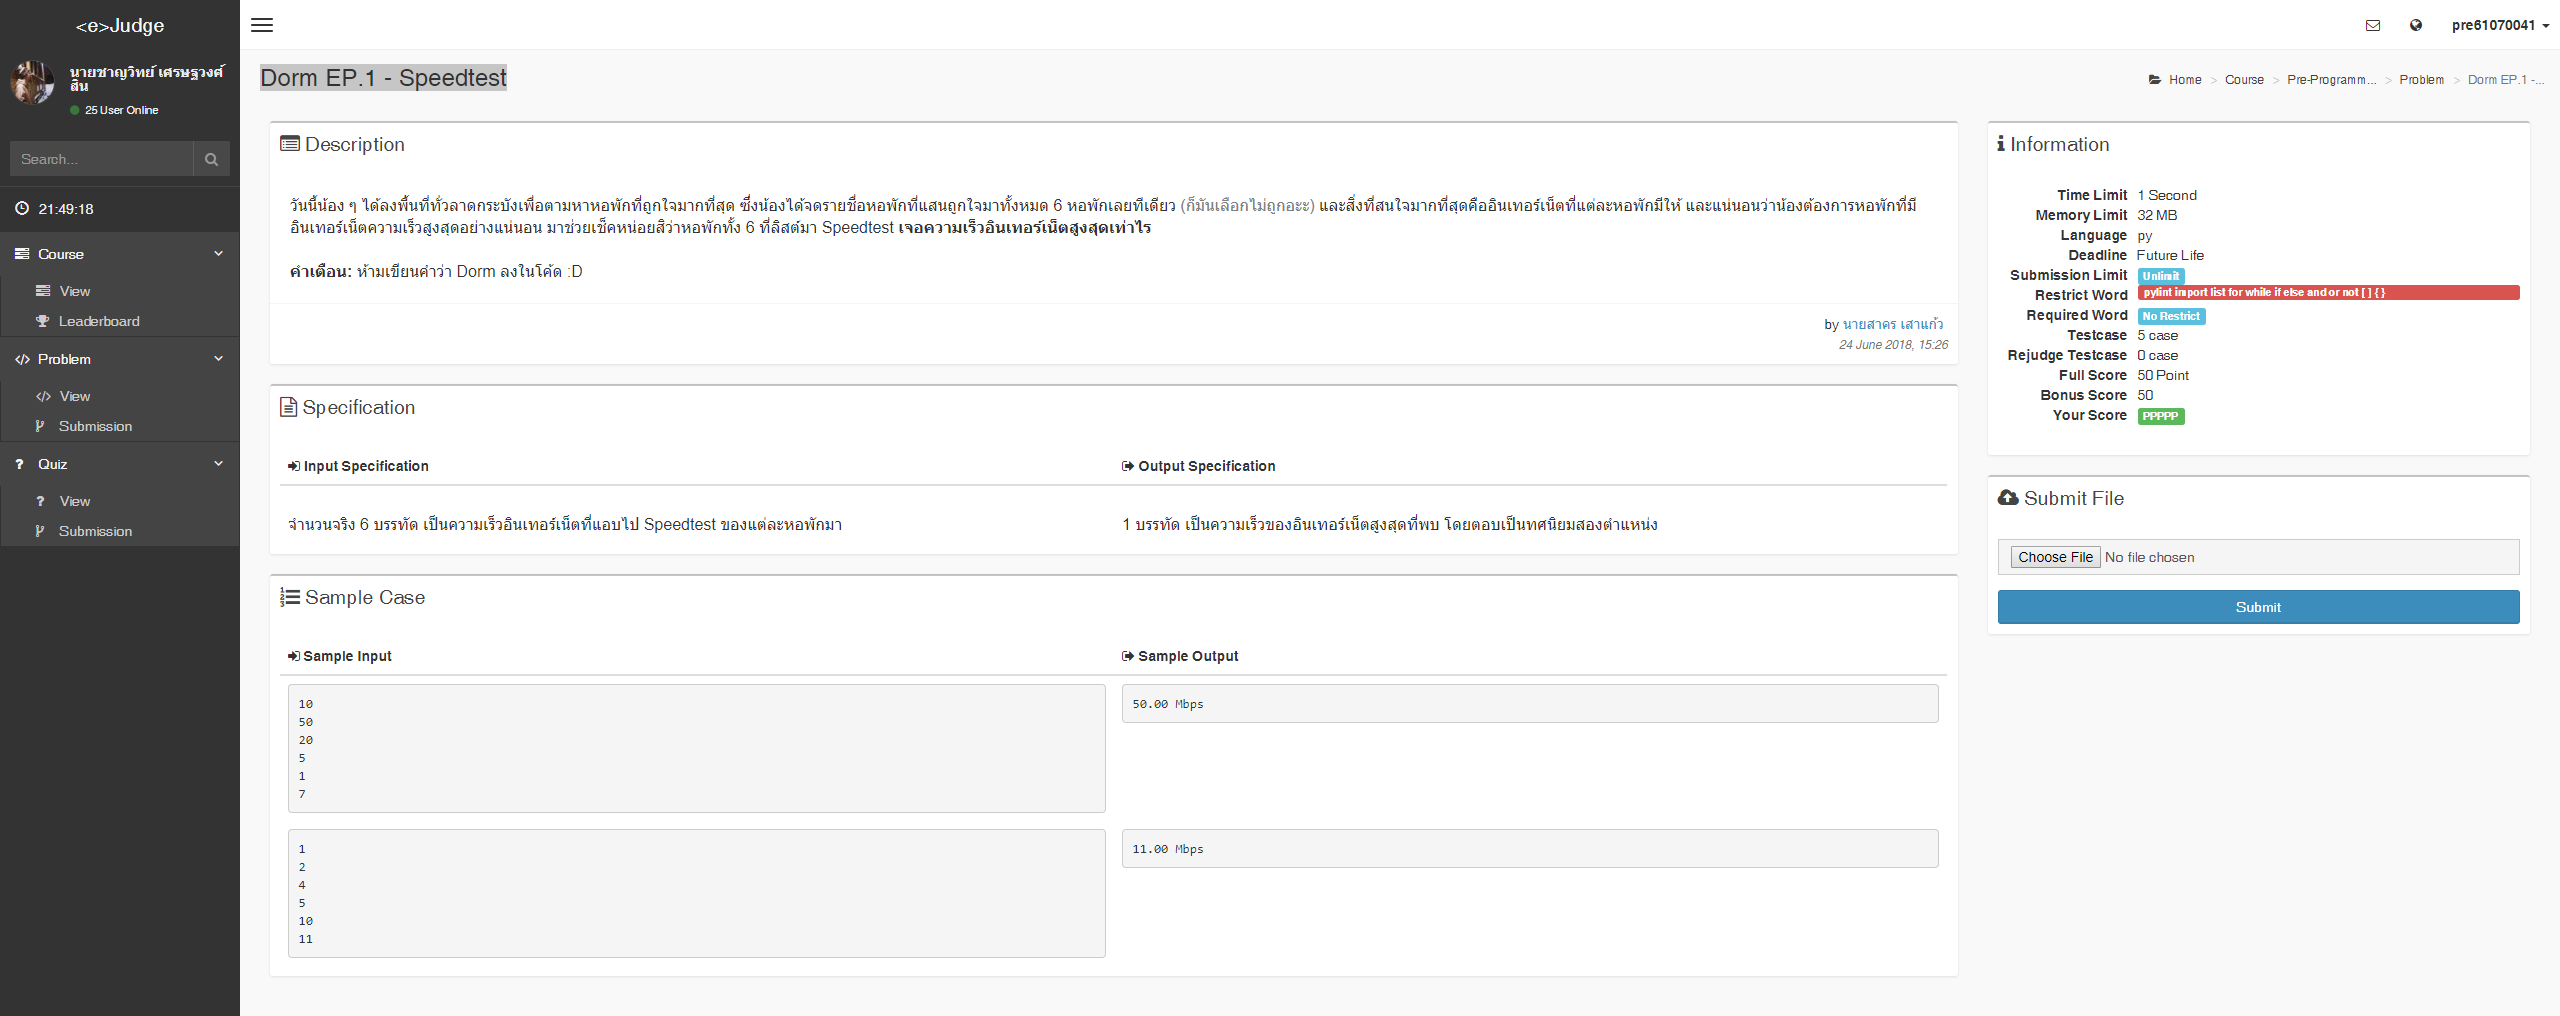 <e>Judge
pre61070041
นายชาญวิทย์ เศรษฐวงศ์
สิน
25 User Online
Search...
21:49:18
Course
View
Leaderboard
Problem
View
Submission
Quiz
View
Submission
Dorm EP.1 - Speedtest
Home > Course > Pre-Programm... > Problem > Dorm EP.1 -...
Description
วันนี้น้อง ๆ ได้ลงพื้นที่ทั่วลาดกระบังเพื่อตามหาหอพักที่ถูกใจมากที่สุด ซึ่งน้องได้จดรายชื่อหอพักที่แสนถูกใจมาทั้งหมด 6 หอพักเลยทีเดียว (ก็มันเลือกไม่ถูกอะะ) และสิ่งที่สนใจมากที่สุดคืออินเทอร์เน็ตที่แต่ละหอพักมีให้ และแน่นอนว่าน้องต้องการหอพักที่มี
อินเทอร์เน็ตความเร็วสูงสุดอย่างแน่นอน มาช่วยเช็คหน่อยสิว่าหอพักทั้ง 6 ที่ลิสต์มา Speedtest เจอความเร็วอินเทอร์เน็ตสูงสุดเท่าไร
คำเตือน: ห้ามเขียนคำว่า Dorm ลงในโค้ด :D
by นายสาคร เสาแก้ว
24 June 2018, 15:26
Specification
Input Specification
Output Specification
จำนวนจริง 6 บรรทัด เป็นความเร็วอินเทอร์เน็ตที่แอบไป Speedtest ของแต่ละหอพักมา
1 บรรทัด เป็นความเร็วของอินเทอร์เน็ตสูงสุดที่พบ โดยตอบเป็นทศนิยมสองตำแหน่ง
Sample Case
Sample Input
Sample Output
10
50
20
5
1
7
50.00 Mbps
1
2
4
5
10
11
11.00 Mbps
Information
Time Limit 1 Second
Memory Limit 32 MB
Language py
Deadline Future Life
Submission Limit Unlimit
Restrict Word pylint import list for while if else and or not [ ] { }
Required Word No Restrict
Testcase 5 case
Rejudge Testcase 0 case
Full Score 50 Point
Bonus Score 50
Your Score PPPPP
Submit File
Choose File No file chosen
Submit